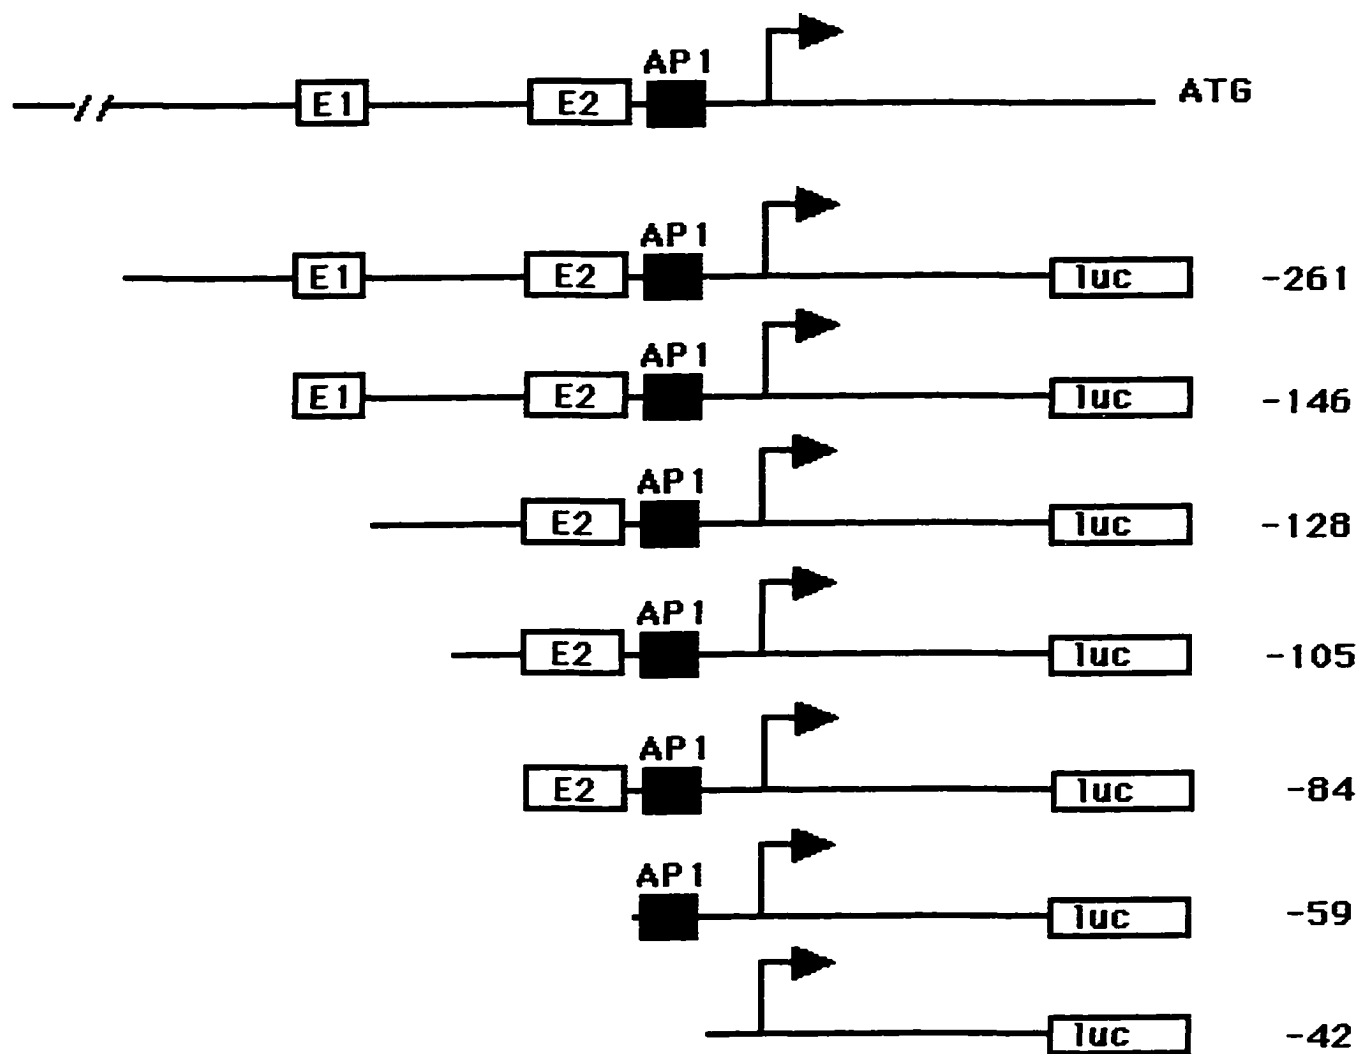 AP1
E1 E2 ATG
AP1
E1 E2 luc -261
AP1
E1 E2 luc -146
AP1
E2 luc -128
AP1
E2 luc -105
AP1
E2 luc -84
AP1
luc -59
luc -42